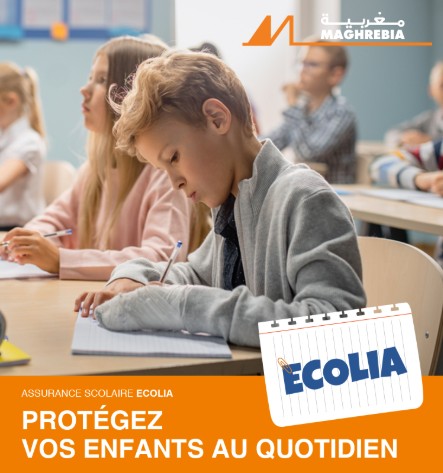 مغربية
MAGHREBIA
ECOLIA
ASSURANCE SCOLAIRE ECOLIA
PROTÉGEZ
VOS ENFANTS AU QUOTIDIEN